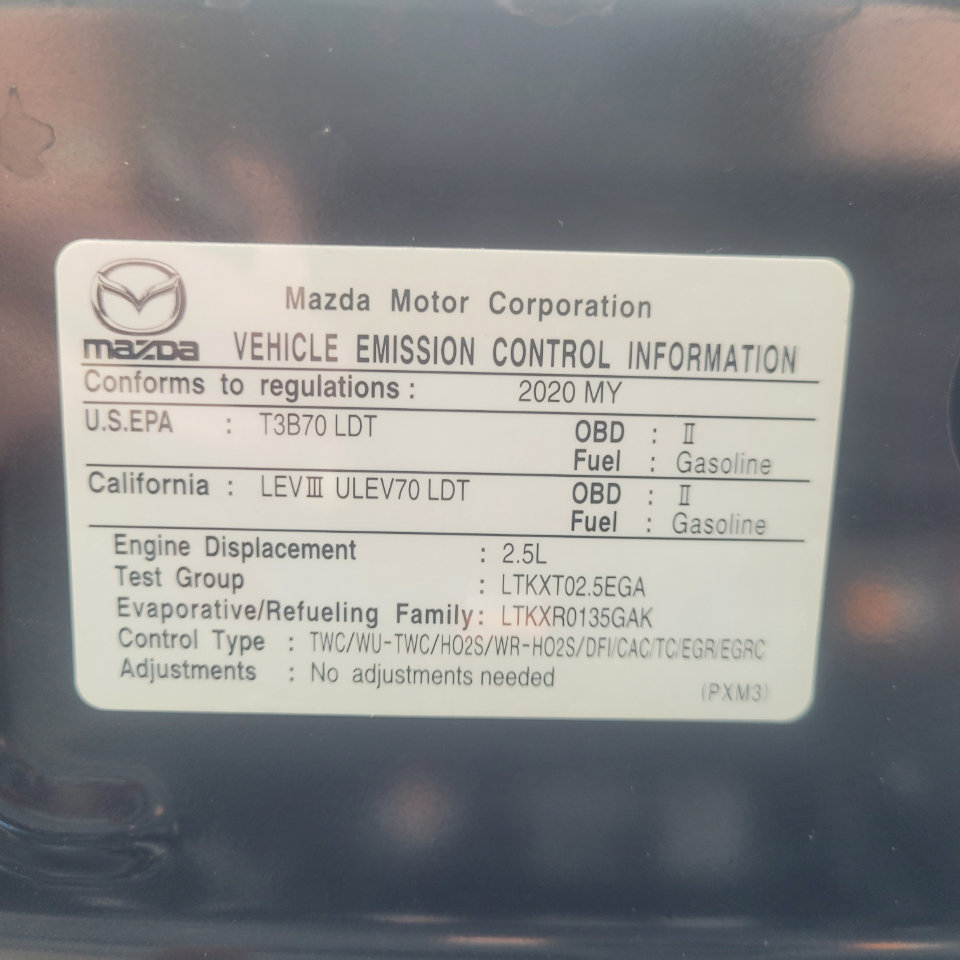 Mazda Motor Corporation
mazda VEHICLE EMISSION CONTROL INFORMATION
Conforms to regulations : 2020 MY
U.S.EPA : T3B70 LDT OBD : Ⅱ
Fuel : Gasoline
California : LEVⅢ ULEV70 LDT OBD : Ⅱ
Fuel : Gasoline
Engine Displacement : 2.5L
Test Group : LTKXT02.5EGA
Evaporative/Refueling Family: LTKXR0135GAK
Control Type : TWC/WU-TWC/HO2S/WR-HO2S/DFI/CAC/TC/EGR/EGRC
Adjustments : No adjustments needed
(PXM3)